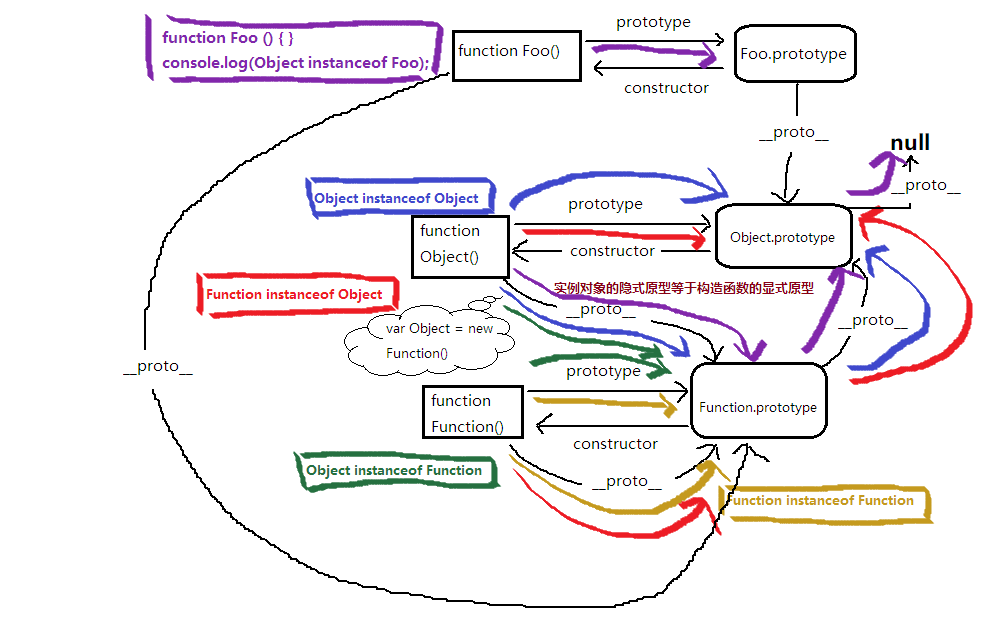 prototype
function Foo () { }
console.log(Object instanceof Foo);
function Foo()
Foo.prototype
constructor
__proto__
null
__proto__
Object instanceof Object
prototype
function
Object()
Object.prototype
constructor
Function instanceof Object
实例对象的隐式原型等于构造函数的显式原型
__proto__
__proto__
var Object = new
Function()
__proto__
prototype
function
Function()
Function.prototype
constructor
Object instanceof Function
__proto__
Function instanceof Function